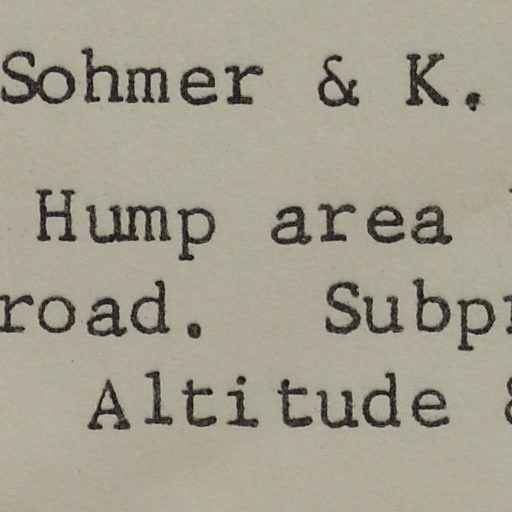 Sohmer & K.
Hump area
road. Subp
Altitude